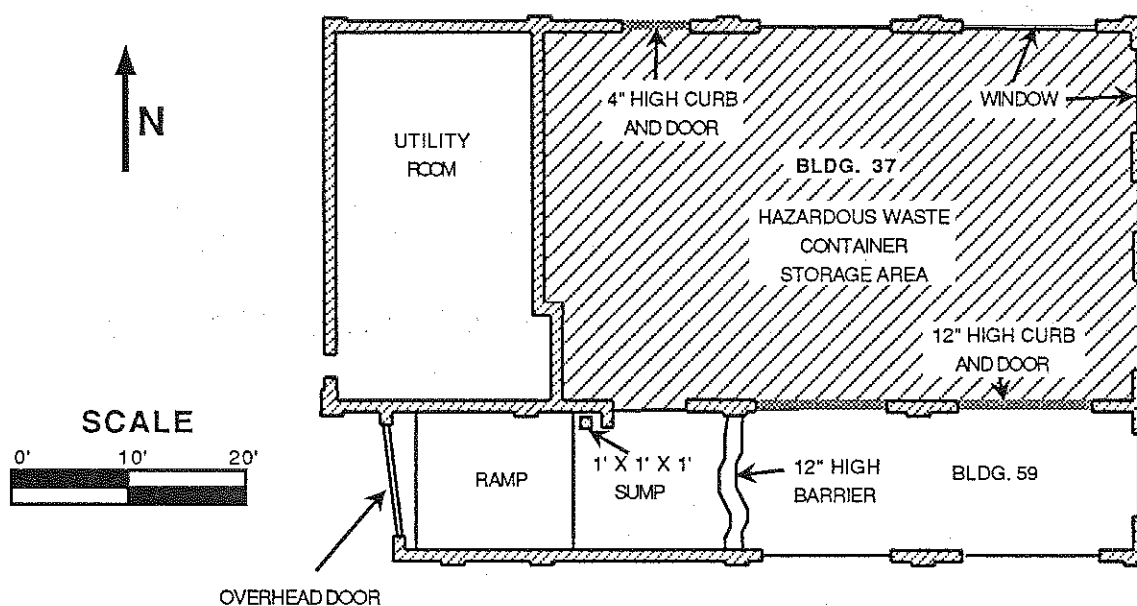 N
4" HIGH CURB
AND DOOR
WINDOW
UTILITY
ROOM
BLDG. 37
HAZARDOUS WASTE
CONTAINER
STORAGE AREA
12" HIGH CURB
AND DOOR
SCALE
0' 10' 20'
RAMP
1' X 1' X 1'
SUMP
12" HIGH
BARRIER
BLDG. 59
OVERHEAD DOOR